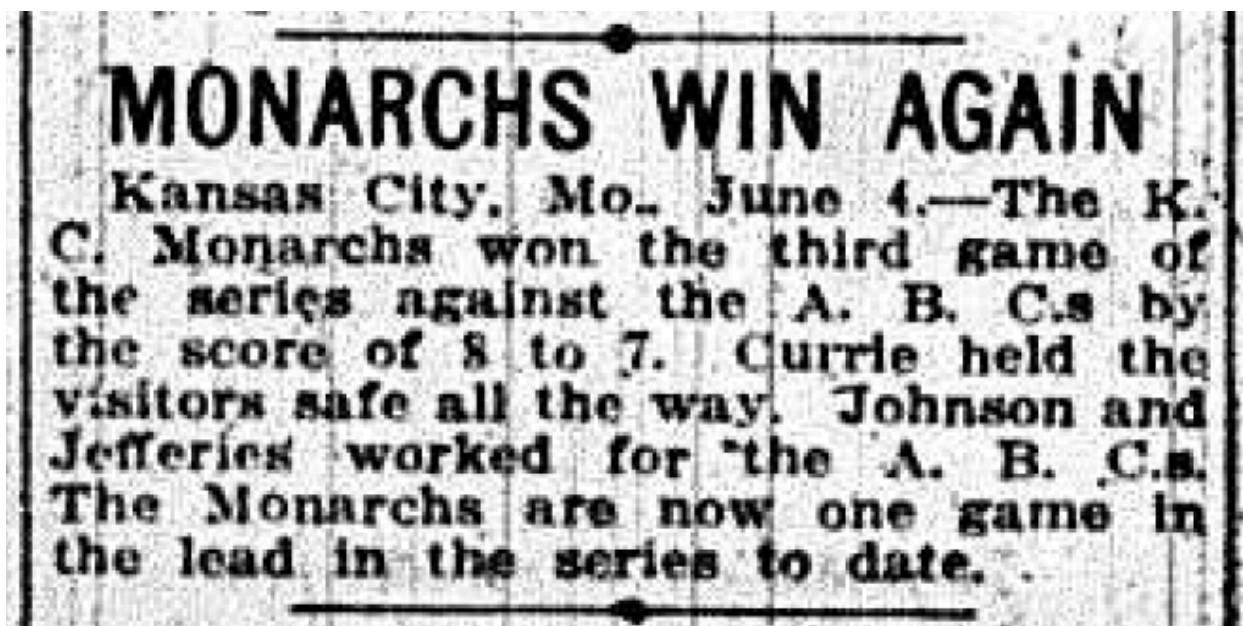 MONARCHS WIN AGAIN
Kansas City, Mo., June 4.—The K.
C. Monarchs won the third game of
the series against the A. B. C.s by
the score of 8 to 7. Currie held the
visitors safe all the way. Johnson and
Jefferies worked for the A. B. C.s.
The Monarchs are now one game in
the lead in the series to date.